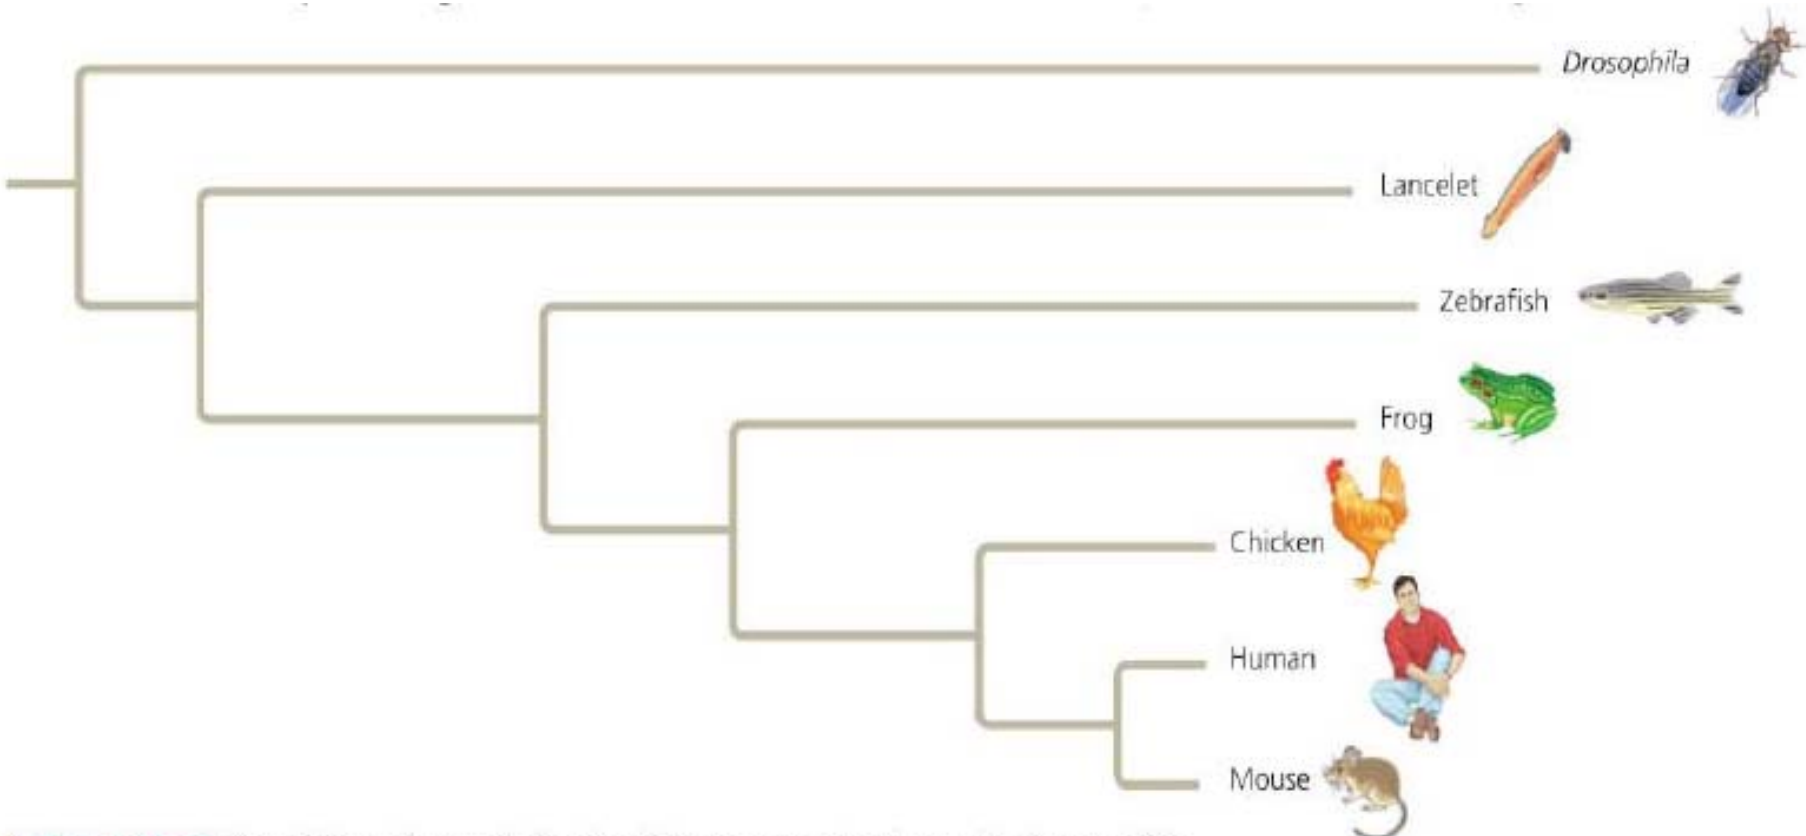 Drosophila
Lancelet
Zebrafish
Frog
Chicken
Human
Mouse